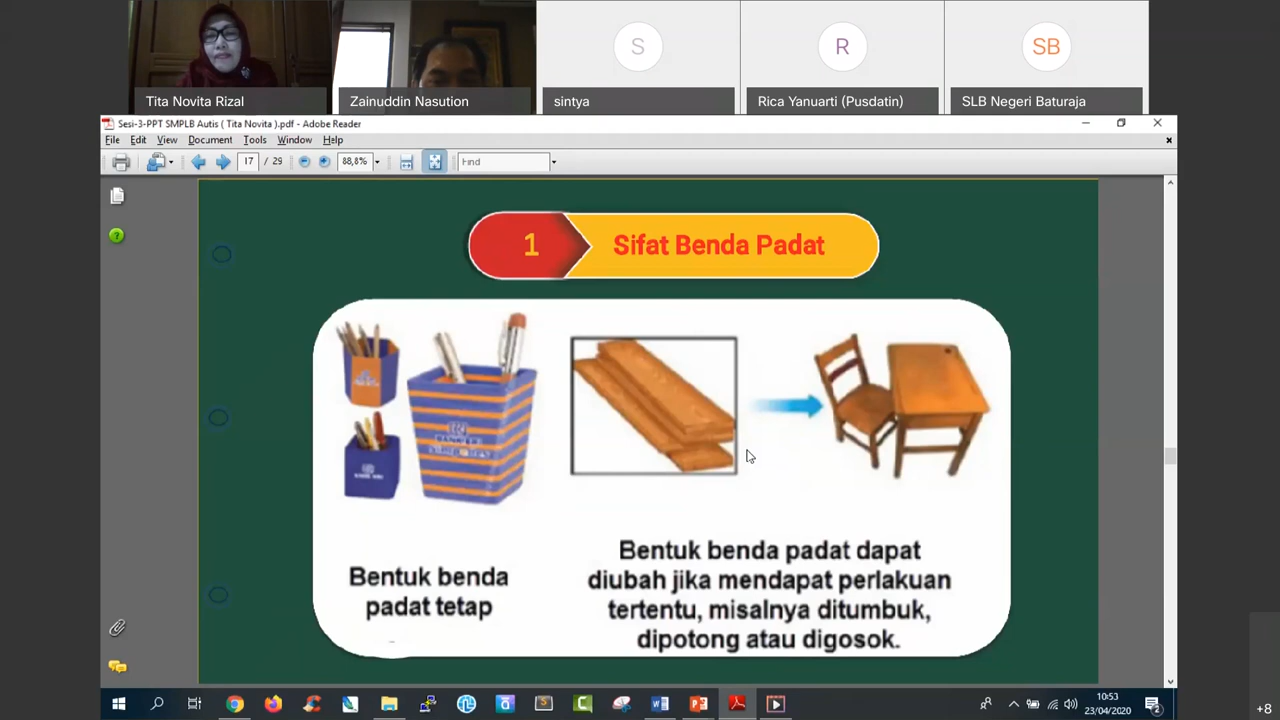 S
R
SB
Tita Novita Rizal
Zainuddin Nasution
sintya
Rica Yanuarti (Pusdatin)
SLB Negeri Baturaja
Sesi-3-PPT SMPLB Autis ( Tita Novita ).pdf - Adobe Reader
File Edit View Document Tools Window Help
17 / 29 88,8% Find
1 Sifat Benda Padat
Bentuk benda
padat tetap
Bentuk benda padat dapat
diubah jika mendapat perlakuan
tertentu, misalnya ditumbuk,
dipotong atau digosok.
10:53
23/04/2020
2
+8